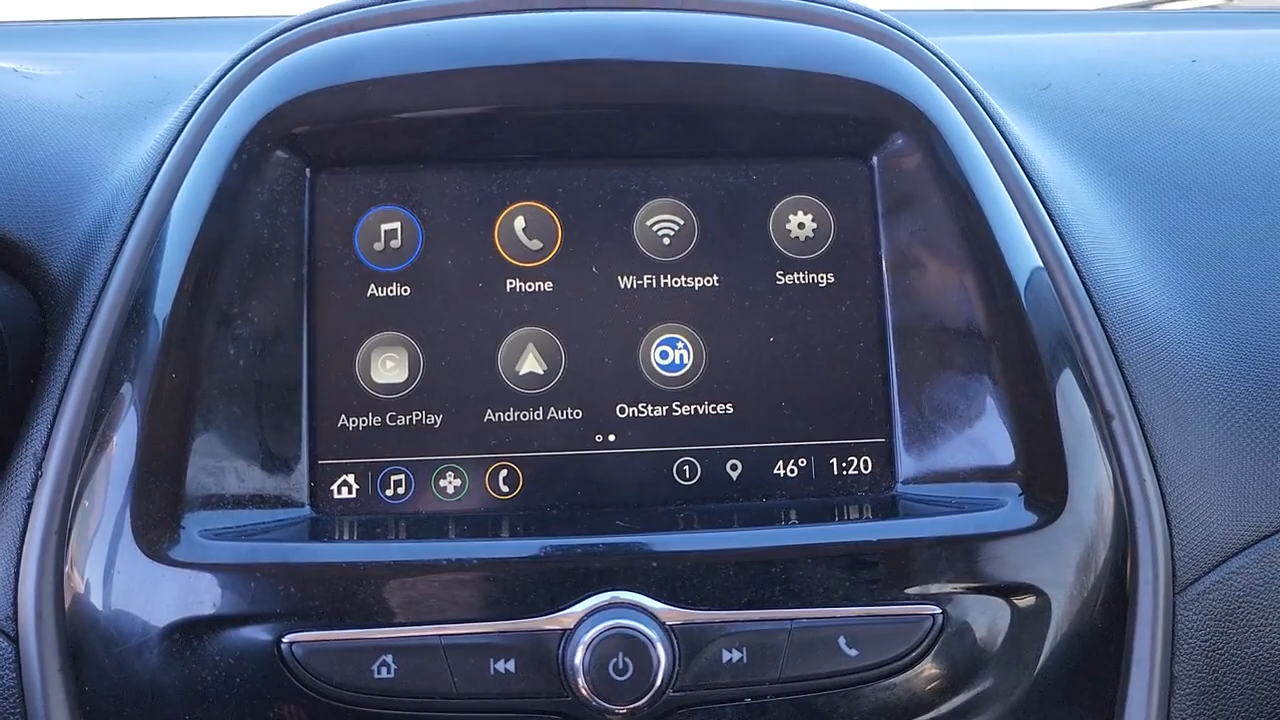 Audio
Phone
Wi-Fi Hotspot
Settings
Apple CarPlay
Android Auto
On
OnStar Services
1
46° 1:20